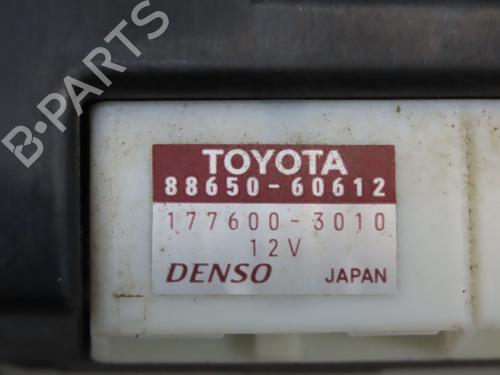 B-PARTS
TOYOTA
88650-60612
177600-3010
12V
DENSO JAPAN